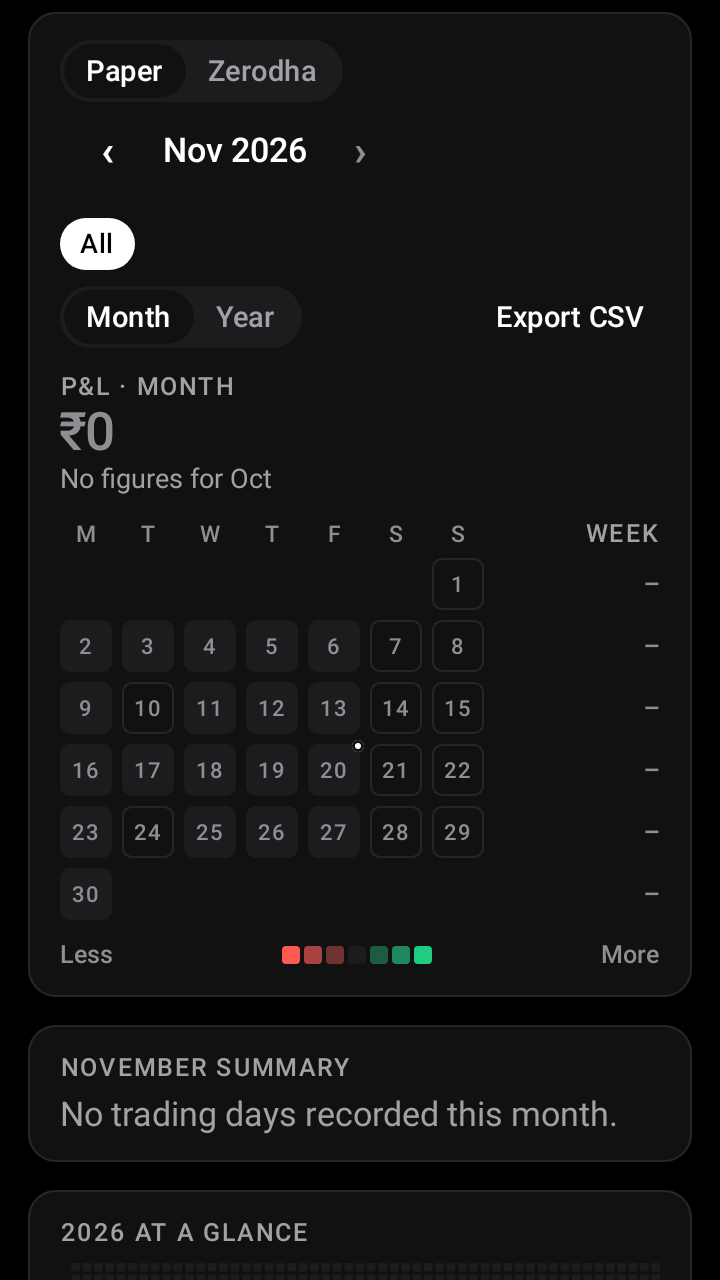 Paper Zerodha
‹ Nov 2026 ›
All
Month Year Export CSV
P&L · MONTH
₹0
No figures for Oct
M T W T F S S WEEK
1 –
2 3 4 5 6 7 8 –
9 10 11 12 13 14 15 –
16 17 18 19 20 21 22 –
23 24 25 26 27 28 29 –
30 –
Less More
NOVEMBER SUMMARY
No trading days recorded this month.
2026 AT A GLANCE